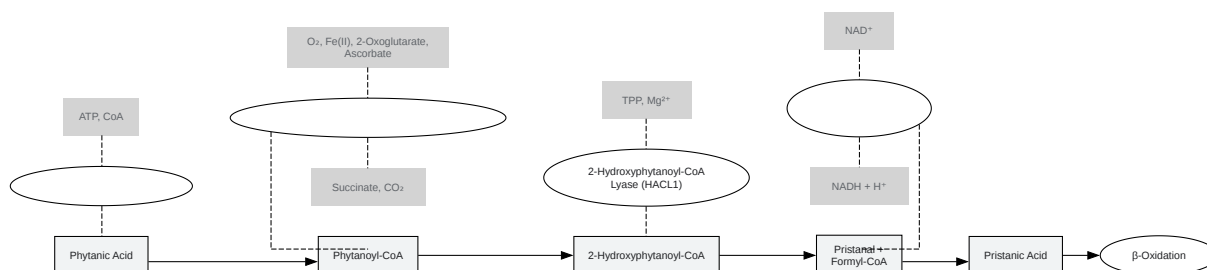 O₂, Fe(II), 2-Oxoglutarate,
Ascorbate
NAD⁺
ATP, CoA
TPP, Mg²⁺
2-Hydroxyphytanoyl-CoA
Lyase (HACL1)
Succinate, CO₂
NADH + H⁺
Phytanic Acid
Phytanoyl-CoA
2-Hydroxyphytanoyl-CoA
Pristanal +
Formyl-CoA
Pristanic Acid
β-Oxidation